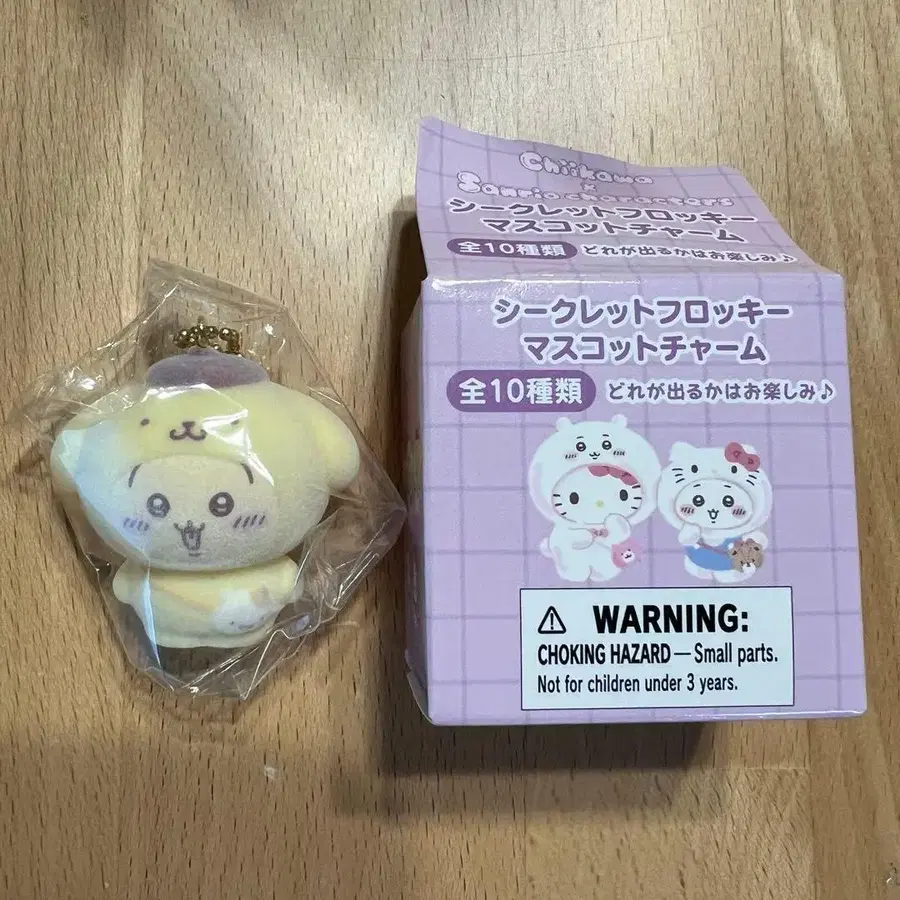 Chiikawa
×
Sanrio characters
シークレットフロッキー
マスコットチャーム
全10種類 どれが出るかはお楽しみ♪
シークレットフロッキー
マスコットチャーム
全10種類 どれが出るかはお楽しみ♪
⚠ WARNING:
CHOKING HAZARD — Small parts.
Not for children under 3 years.